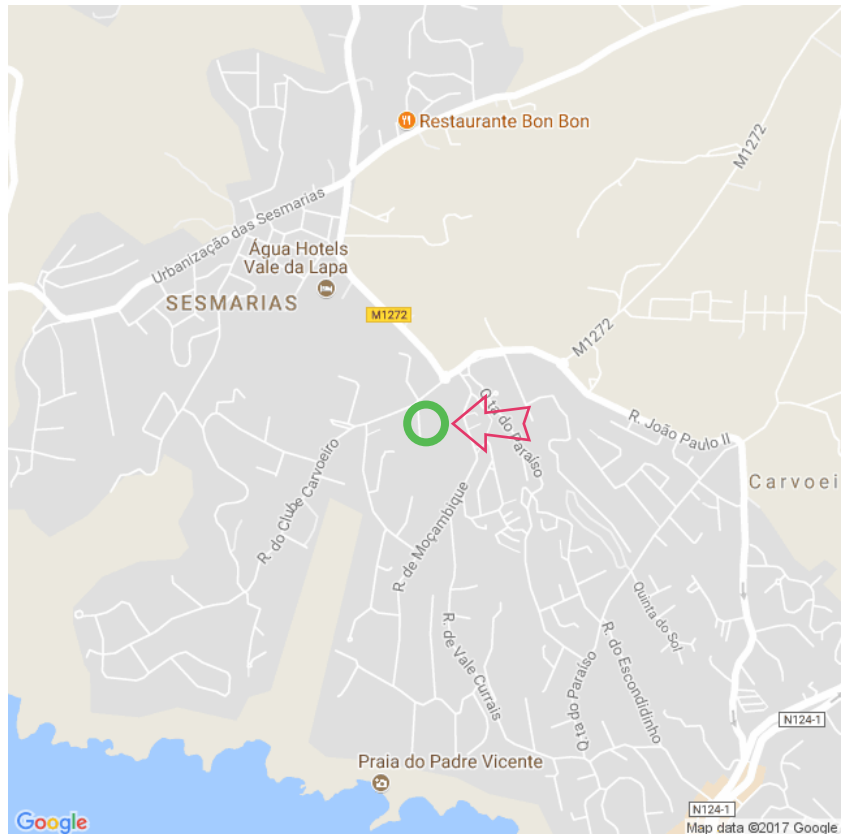 Restaurante Bon Bon
M1272
Urbanização das Sesmarias
Água Hotels
Vale da Lapa
SESMARIAS
M1272
M1272
Q.ta do Paraíso
R. João Paulo II
R. do Clube Carvoeiro
Carvoei
R. de Moçambique
Quinta do Sol
R. de Vale Currais
R. do Escondidinho
Q.ta do Paraíso
N124-1
Praia do Padre Vicente
N124-1
Google
Map data ©2017 Google